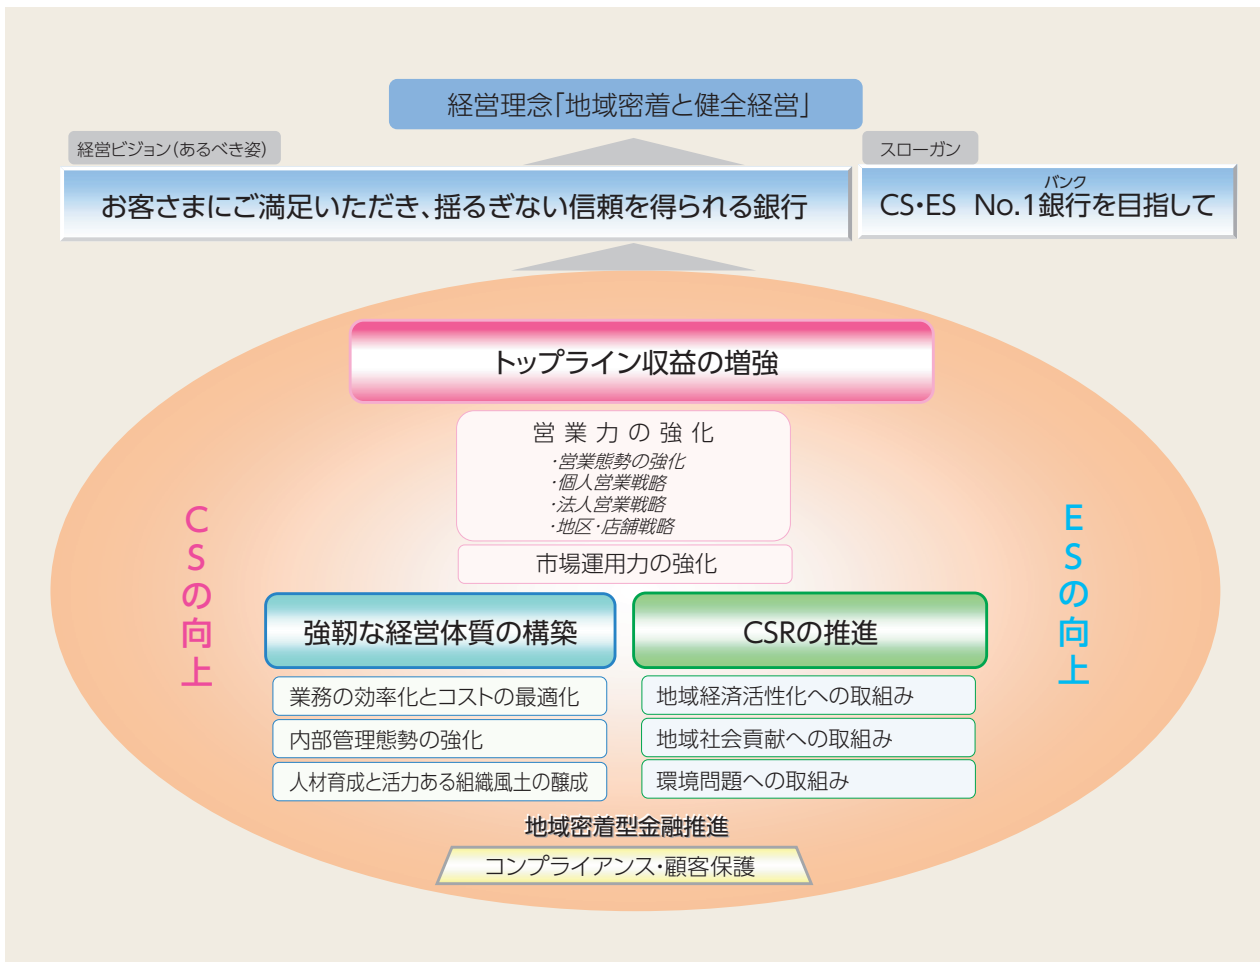 経営理念「地域密着と健全経営」
経営ビジョン(あるべき姿)
スローガン
お客さまにご満足いただき、揺るぎない信頼を得られる銀行
バンク
CS・ES No.1銀行を目指して
トップライン収益の増強
営業力の強化
・営業態勢の強化
・個人営業戦略
・法人営業戦略
・地区・店舗戦略
市場運用力の強化
CSの向上
ESの向上
強靭な経営体質の構築
業務の効率化とコストの最適化
内部管理態勢の強化
人材育成と活力ある組織風土の醸成
CSRの推進
地域経済活性化への取組み
地域社会貢献への取組み
環境問題への取組み
地域密着型金融推進
コンプライアンス・顧客保護